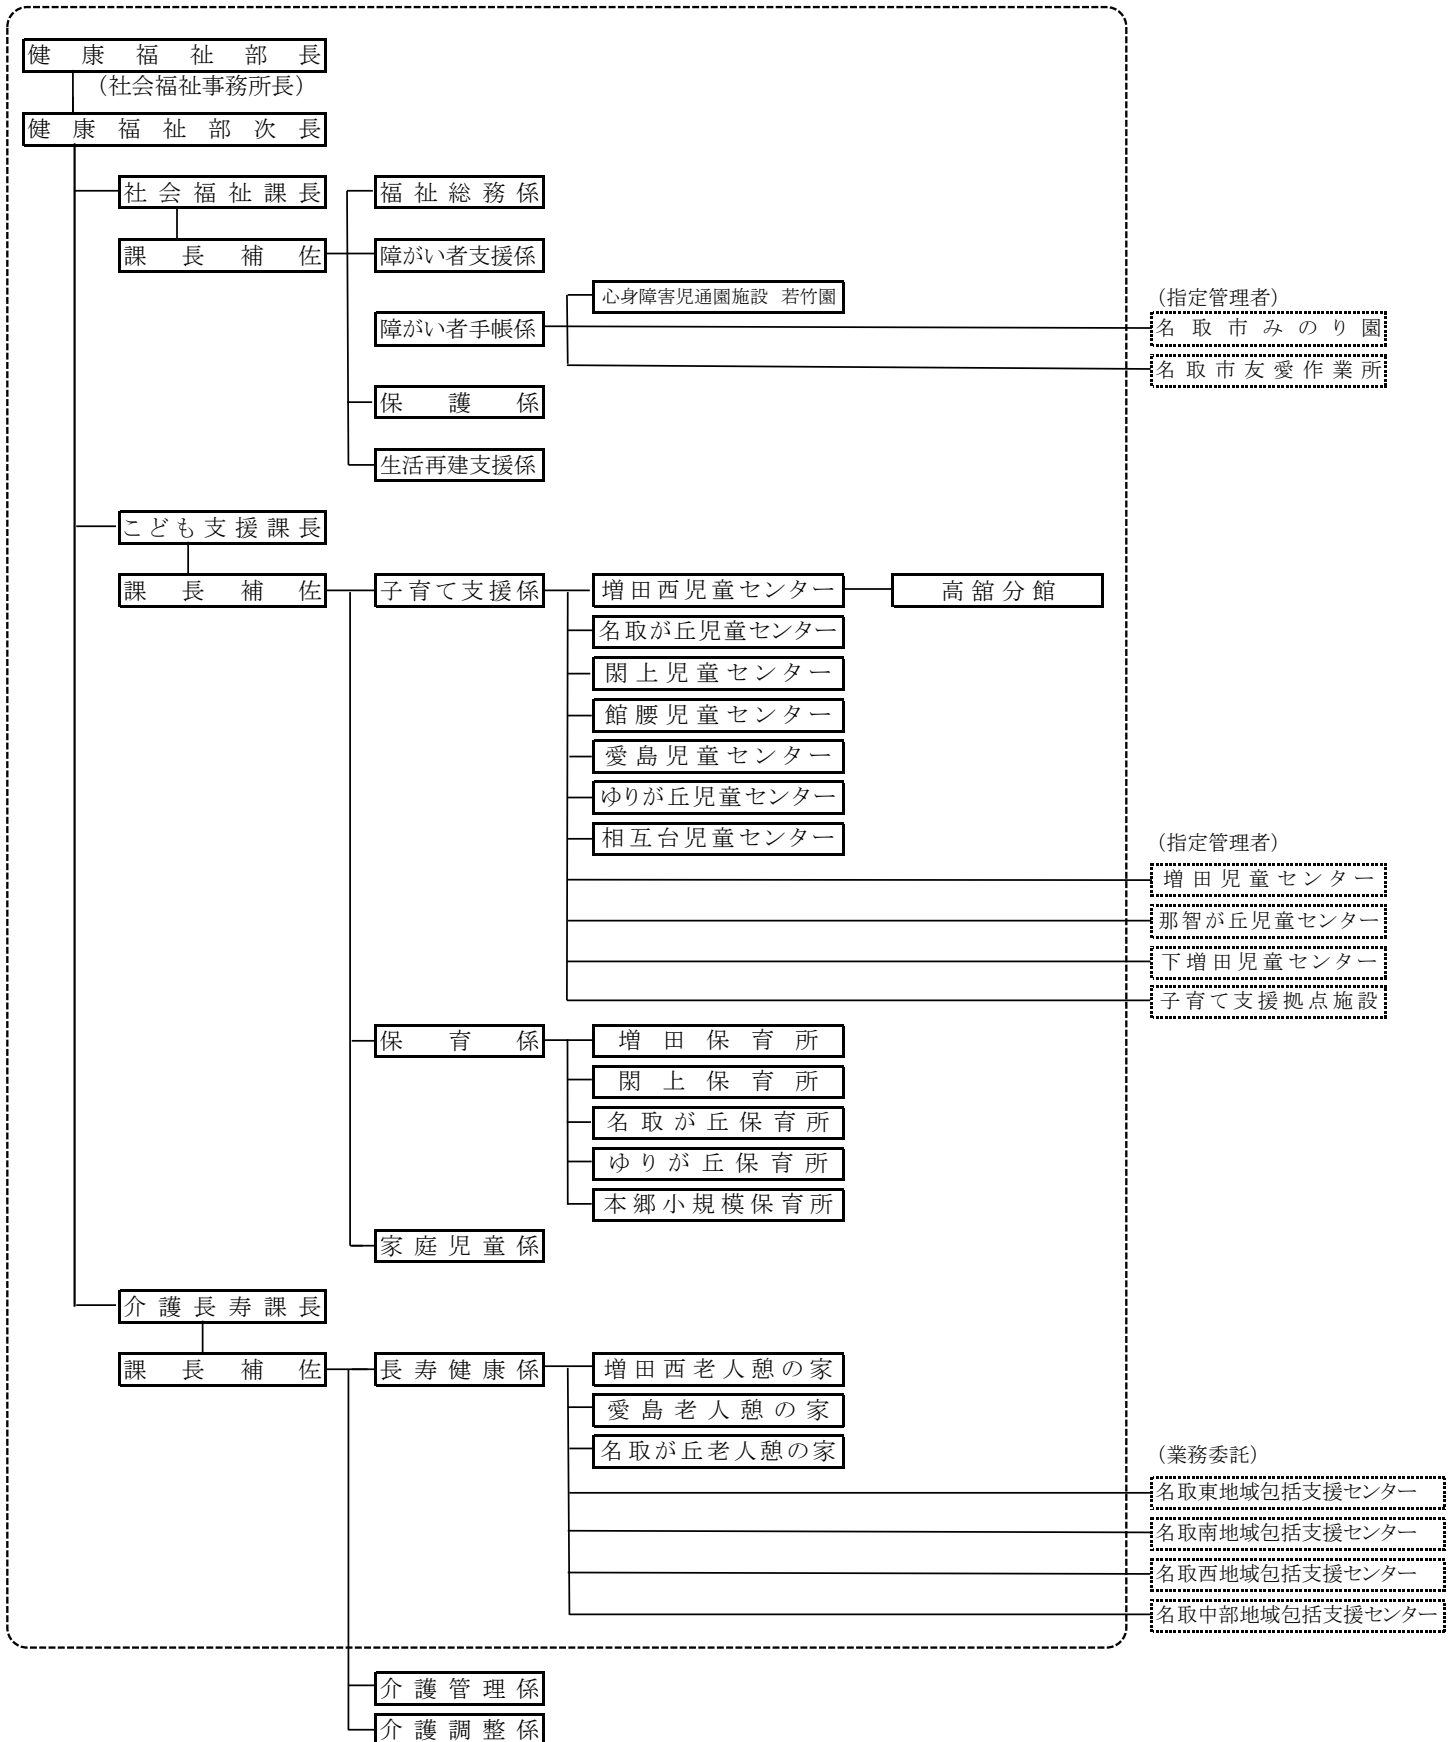 健康福祉部長
（社会福祉事務所長）
健康福祉部次長
社会福祉課長
福祉総務係
課長補佐
障がい者支援係
心身障害児通園施設 若竹園
（指定管理者）
障がい者手帳係
名取市みのり園
名取市友愛作業所
保護係
生活再建支援係
こども支援課長
課長補佐
子育て支援係
増田西児童センター
高舘分館
名取が丘児童センター
閖上児童センター
館腰児童センター
愛島児童センター
ゆりが丘児童センター
相互台児童センター
（指定管理者）
増田児童センター
那智が丘児童センター
下増田児童センター
子育て支援拠点施設
保育係
増田保育所
閖上保育所
名取が丘保育所
ゆりが丘保育所
本郷小規模保育所
家庭児童係
介護長寿課長
課長補佐
長寿健康係
増田西老人憩の家
愛島老人憩の家
名取が丘老人憩の家
（業務委託）
名取東地域包括支援センター
名取南地域包括支援センター
名取西地域包括支援センター
名取中部地域包括支援センター
介護管理係
介護調整係